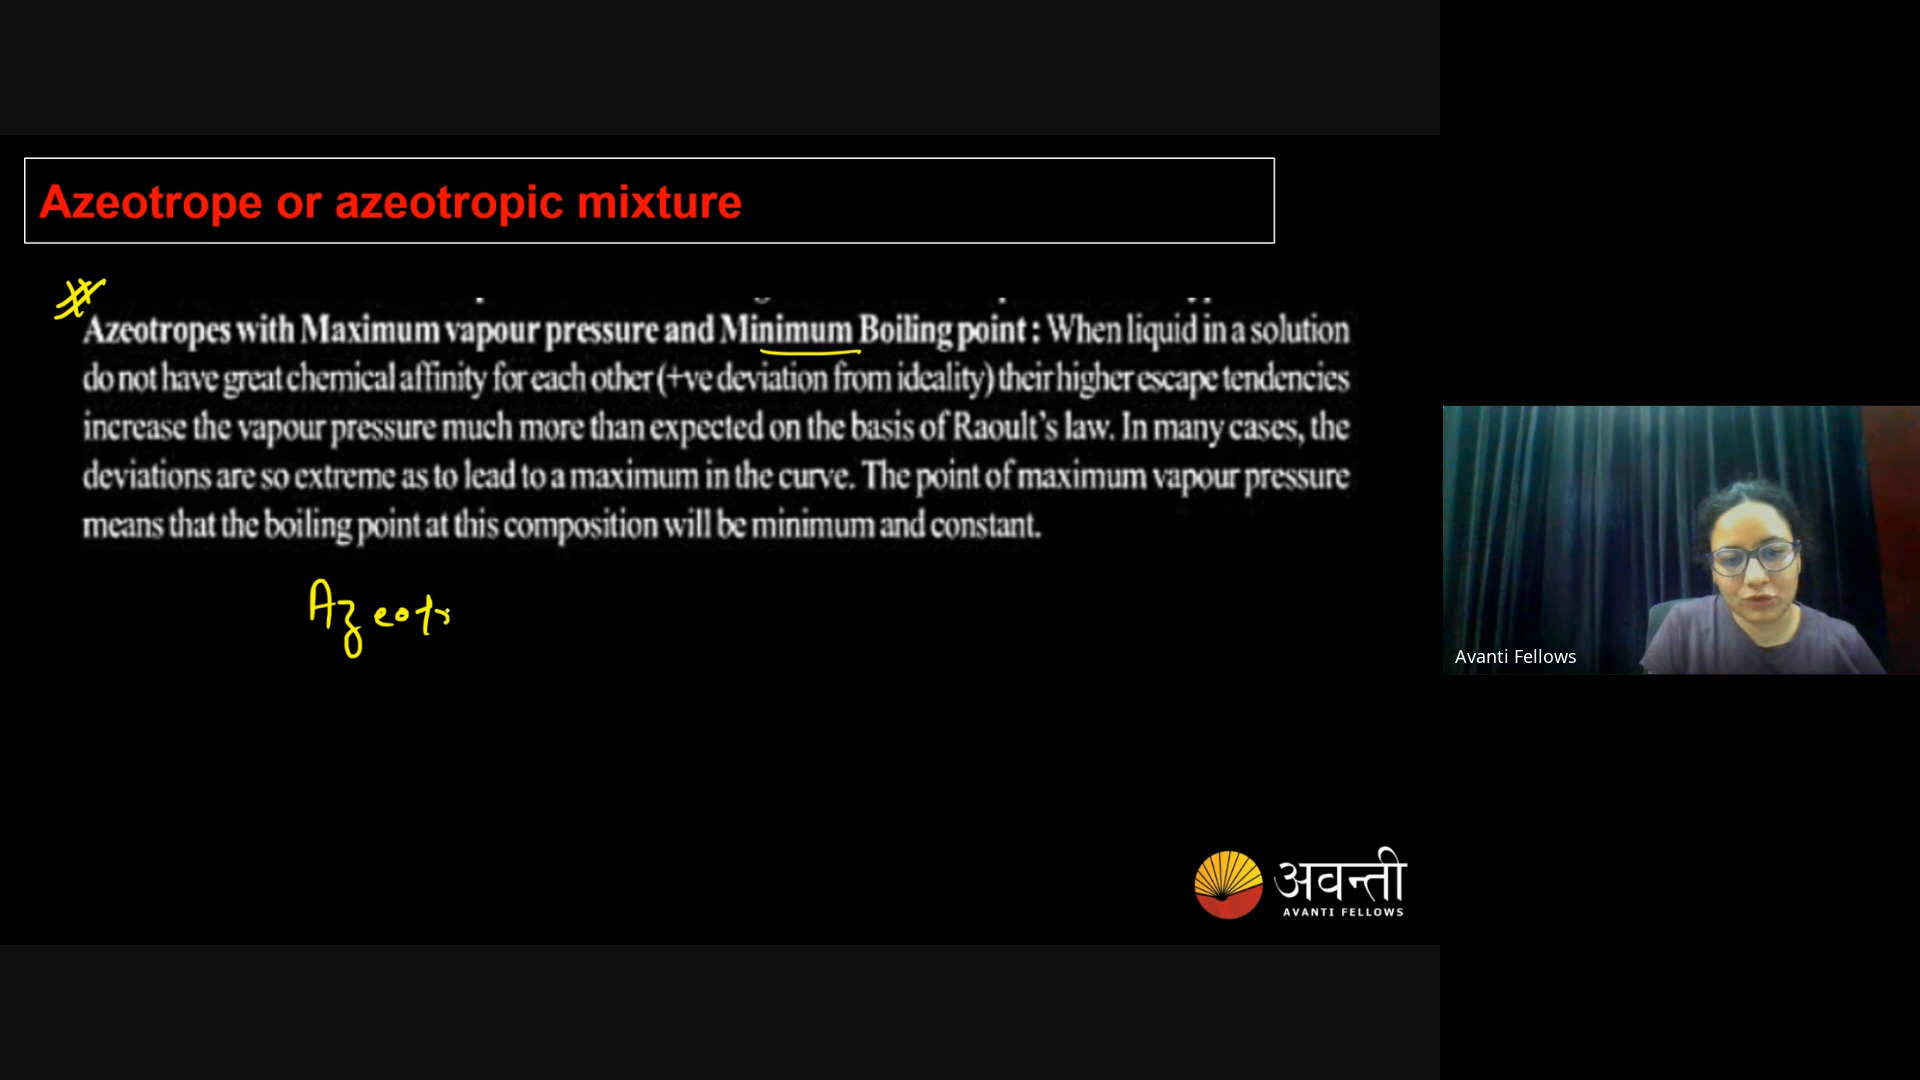 Azeotrope or azeotropic mixture
Azeotropes with Maximum vapour pressure and Minimum Boiling point : When liquid in a solution
do not have great chemical affinity for each other (+ve deviation from ideality) their higher escape tendencies
increase the vapour pressure much more than expected on the basis of Raoult's law. In many cases, the
deviations are so extreme as to lead to a maximum in the curve. The point of maximum vapour pressure
means that the boiling point at this composition will be minimum and constant.
Azeotr
अवन्ती
AVANTI FELLOWS
Avanti Fellows